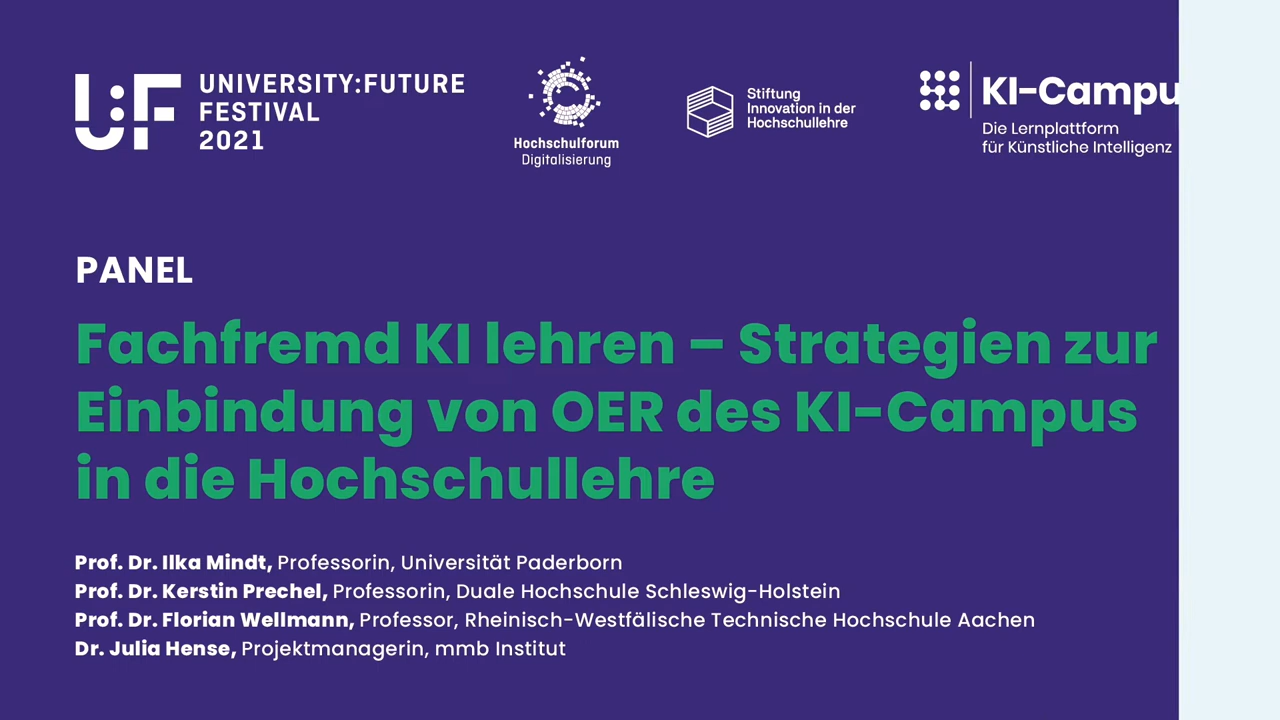 U:F
UNIVERSITY:FUTURE
FESTIVAL
2021
Hochschulforum
Digitalisierung
Stiftung
Innovation in der
Hochschullehre
KI-Campu
Die Lernplattform
für Künstliche Intelligenz
PANEL
Fachfremd KI lehren – Strategien zur
Einbindung von OER des KI-Campus
in die Hochschullehre
Prof. Dr. Ilka Mindt, Professorin, Universität Paderborn
Prof. Dr. Kerstin Prechel, Professorin, Duale Hochschule Schleswig-Holstein
Prof. Dr. Florian Wellmann, Professor, Rheinisch-Westfälische Technische Hochschule Aachen
Dr. Julia Hense, Projektmanagerin, mmb Institut